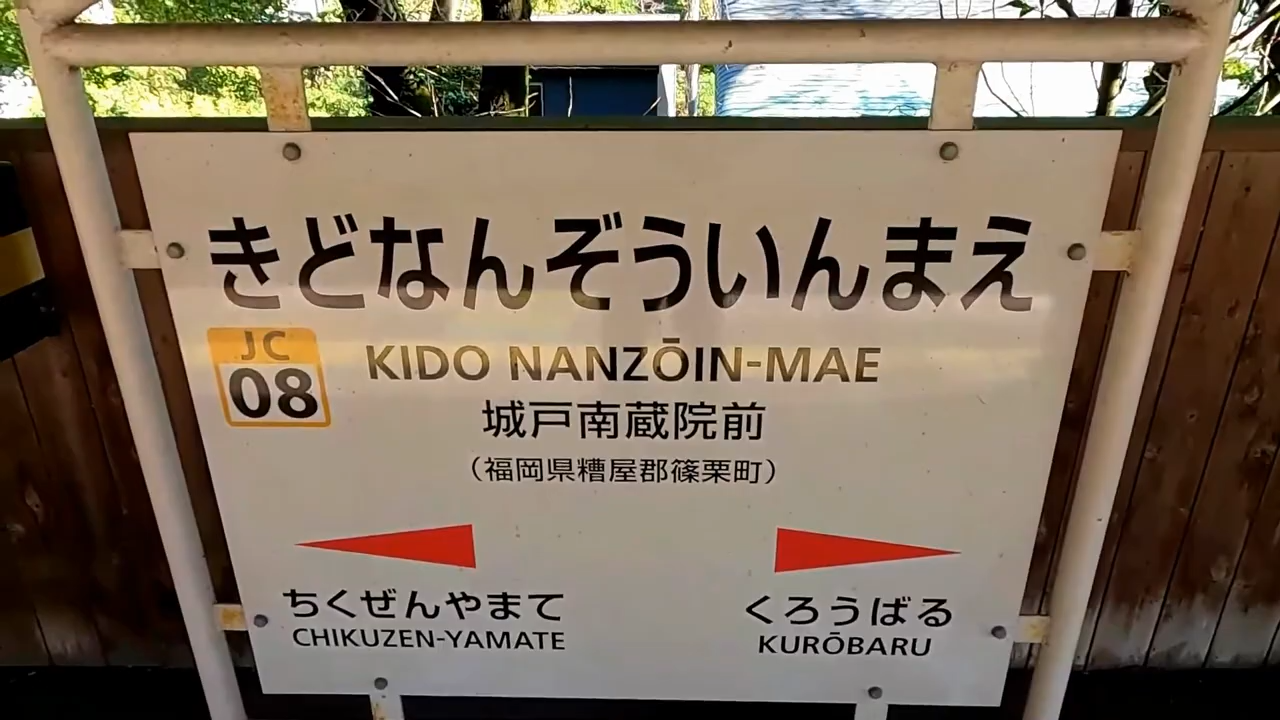 きどなんぞういんまえ
JC
08
KIDO NANZŌIN-MAE
城戸南蔵院前
（福岡県糟屋郡篠栗町）
ちくぜんやまて
CHIKUZEN-YAMATE
くろうばる
KURŌBARU